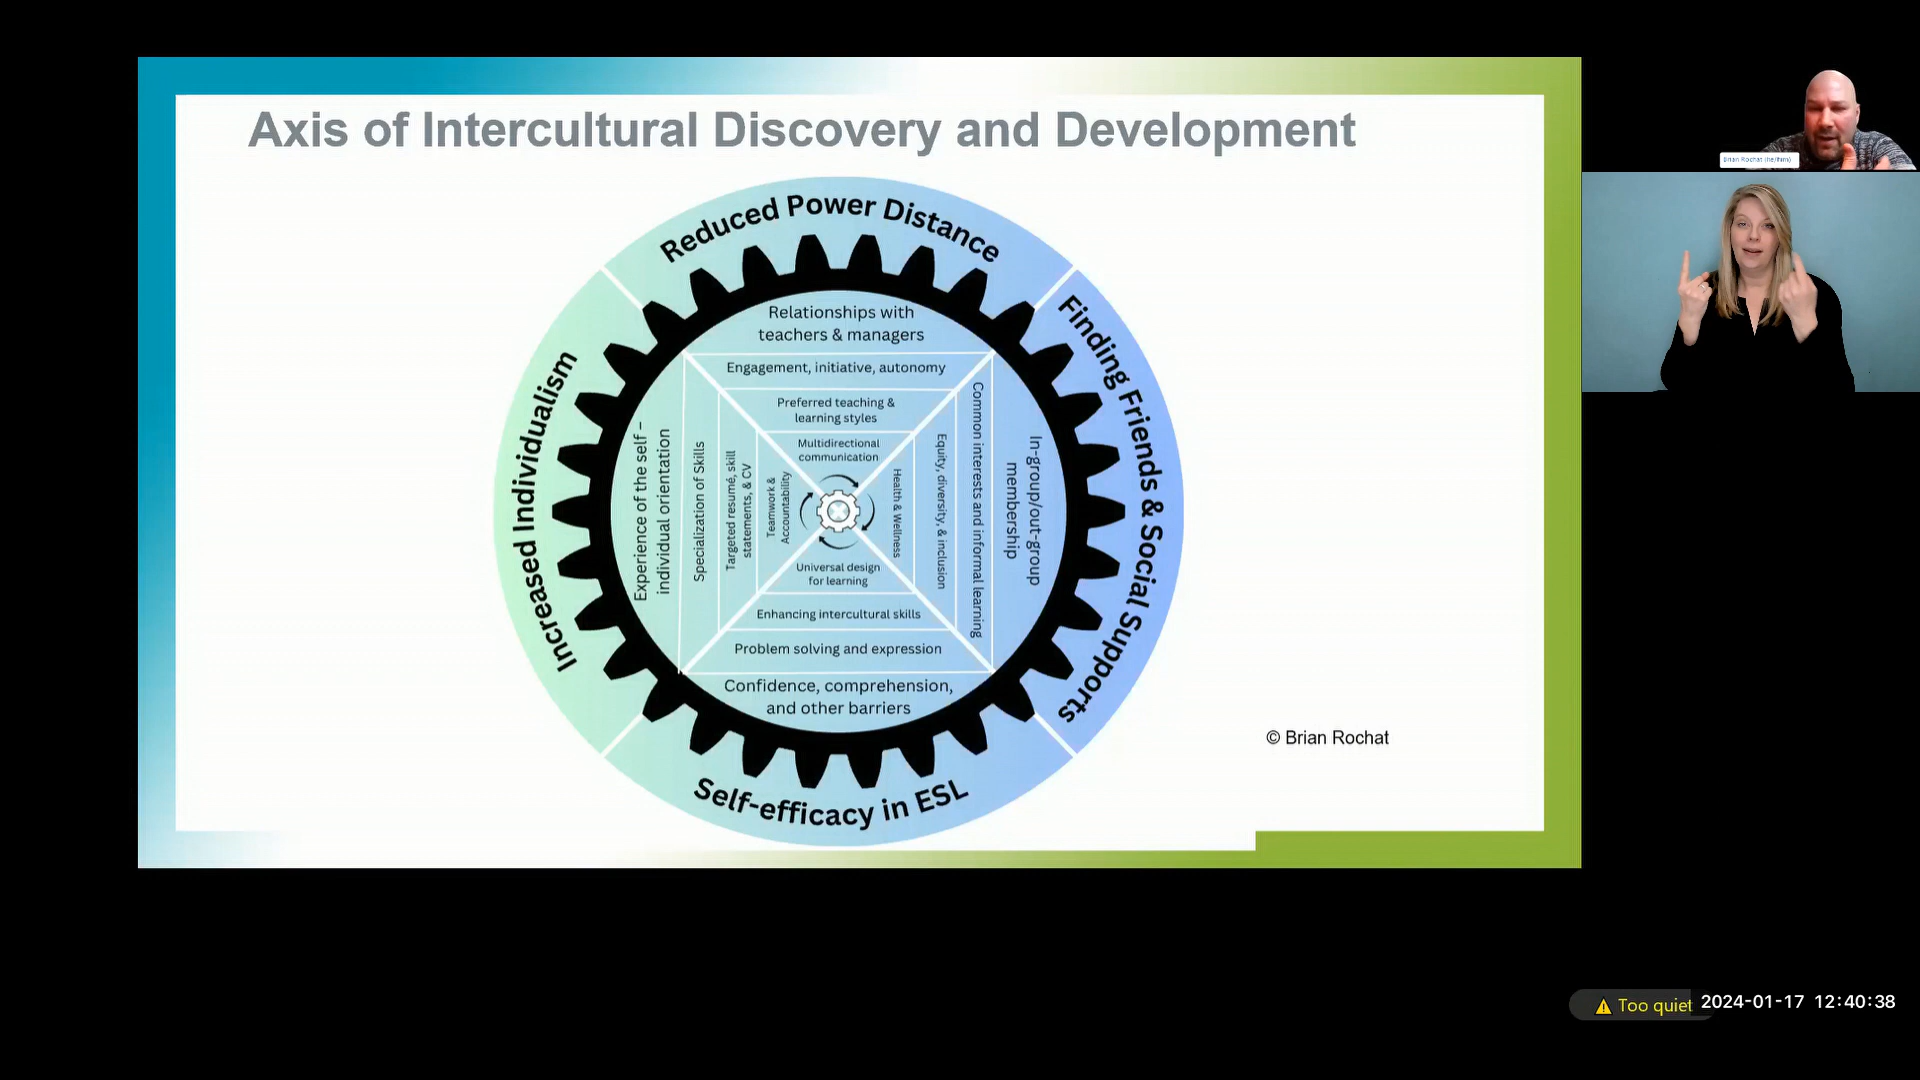 Axis of Intercultural Discovery and Development
Reduced Power Distance
Relationships with
teachers & managers
Engagement, initiative, autonomy
Preferred teaching &
learning styles
Multidirectional
communication
Finding Friends & Social Supports
In-group/out-group
membership
Common interests and informal learning
Equity, diversity, & inclusion
Health & Wellness
Self-efficacy in ESL
Confidence, comprehension,
and other barriers
Problem solving and expression
Enhancing intercultural skills
Universal design
for learning
Increased Individualism
Experience of the self –
individual orientation
Specialization of Skills
Targeted resumé, skill
statements, & CV
Teamwork &
Accountability
© Brian Rochat
Brian Rochat (he/him)
Too quiet
2024-01-17 12:40:38